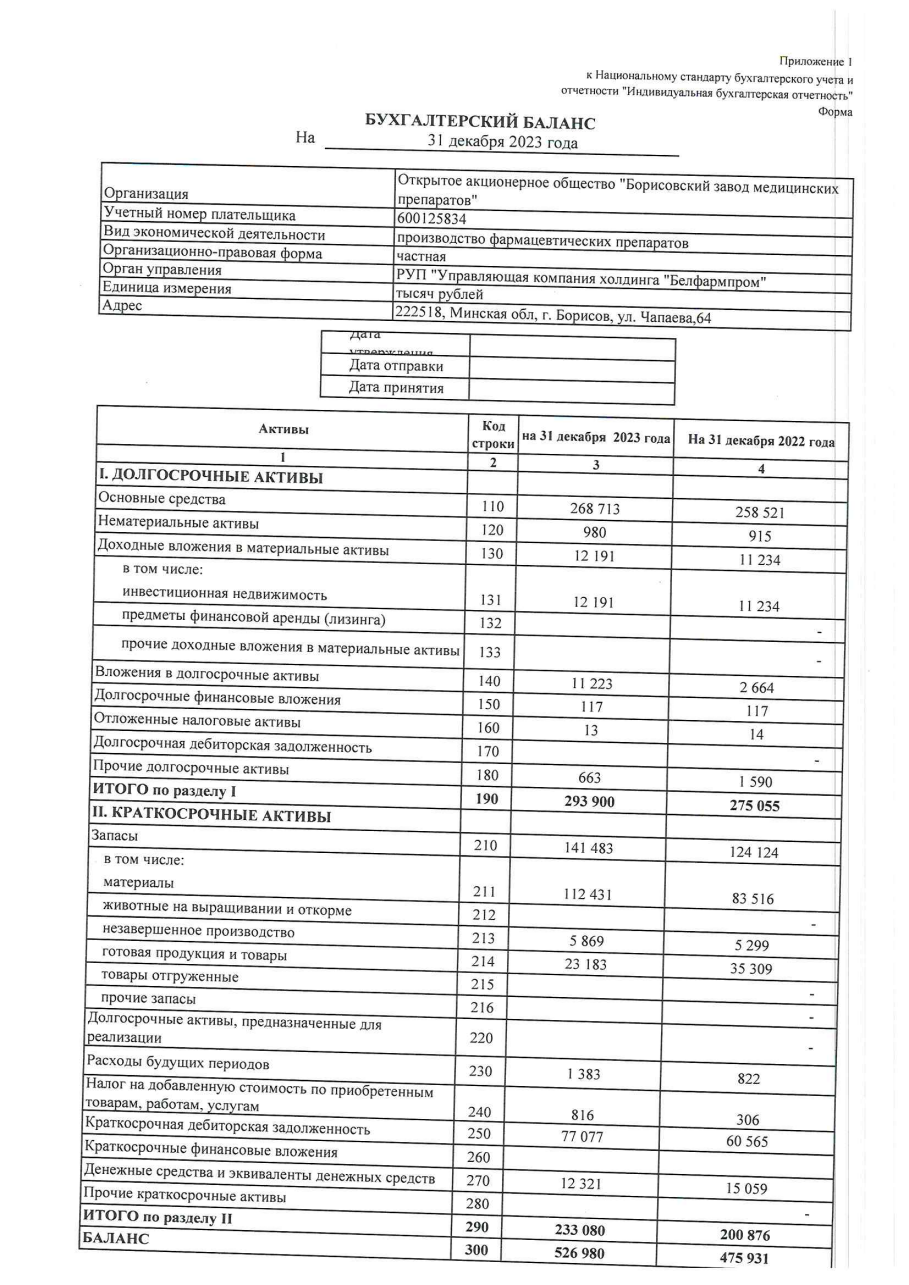 Приложение 1
к Национальному стандарту бухгалтерского учета и
отчетности "Индивидуальная бухгалтерская отчетность"
Форма
БУХГАЛТЕРСКИЙ БАЛАНС
На 31 декабря 2023 года
Организация Открытое акционерное общество "Борисовский завод медицинских препаратов"
Учетный номер плательщика 600125834
Вид экономической деятельности производство фармацевтических препаратов
Организационно-правовая форма частная
Орган управления РУП "Управляющая компания холдинга "Белфармпром"
Единица измерения тысяч рублей
Адрес 222518, Минская обл, г. Борисов, ул. Чапаева,64
Дата
утверждения
Дата отправки
Дата принятия
Активы Код строки на 31 декабря 2023 года На 31 декабря 2022 года
1 2 3 4
I. ДОЛГОСРОЧНЫЕ АКТИВЫ
Основные средства 110 268 713 258 521
Нематериальные активы 120 980 915
Доходные вложения в материальные активы 130 12 191 11 234
в том числе:
инвестиционная недвижимость 131 12 191 11 234
предметы финансовой аренды (лизинга) 132 -
прочие доходные вложения в материальные активы 133 -
Вложения в долгосрочные активы 140 11 223 2 664
Долгосрочные финансовые вложения 150 117 117
Отложенные налоговые активы 160 13 14
Долгосрочная дебиторская задолженность 170 -
Прочие долгосрочные активы 180 663 1 590
ИТОГО по разделу I 190 293 900 275 055
II. КРАТКОСРОЧНЫЕ АКТИВЫ
Запасы 210 141 483 124 124
в том числе:
материалы 211 112 431 83 516
животные на выращивании и откорме 212 -
незавершенное производство 213 5 869 5 299
готовая продукция и товары 214 23 183 35 309
товары отгруженные 215 -
прочие запасы 216 -
Долгосрочные активы, предназначенные для
реализации 220 -
Расходы будущих периодов 230 1 383 822
Налог на добавленную стоимость по приобретенным
товарам, работам, услугам 240 816 306
Краткосрочная дебиторская задолженность 250 77 077 60 565
Краткосрочные финансовые вложения 260
Денежные средства и эквиваленты денежных средств 270 12 321 15 059
Прочие краткосрочные активы 280 -
ИТОГО по разделу II 290 233 080 200 876
БАЛАНС 300 526 980 475 931